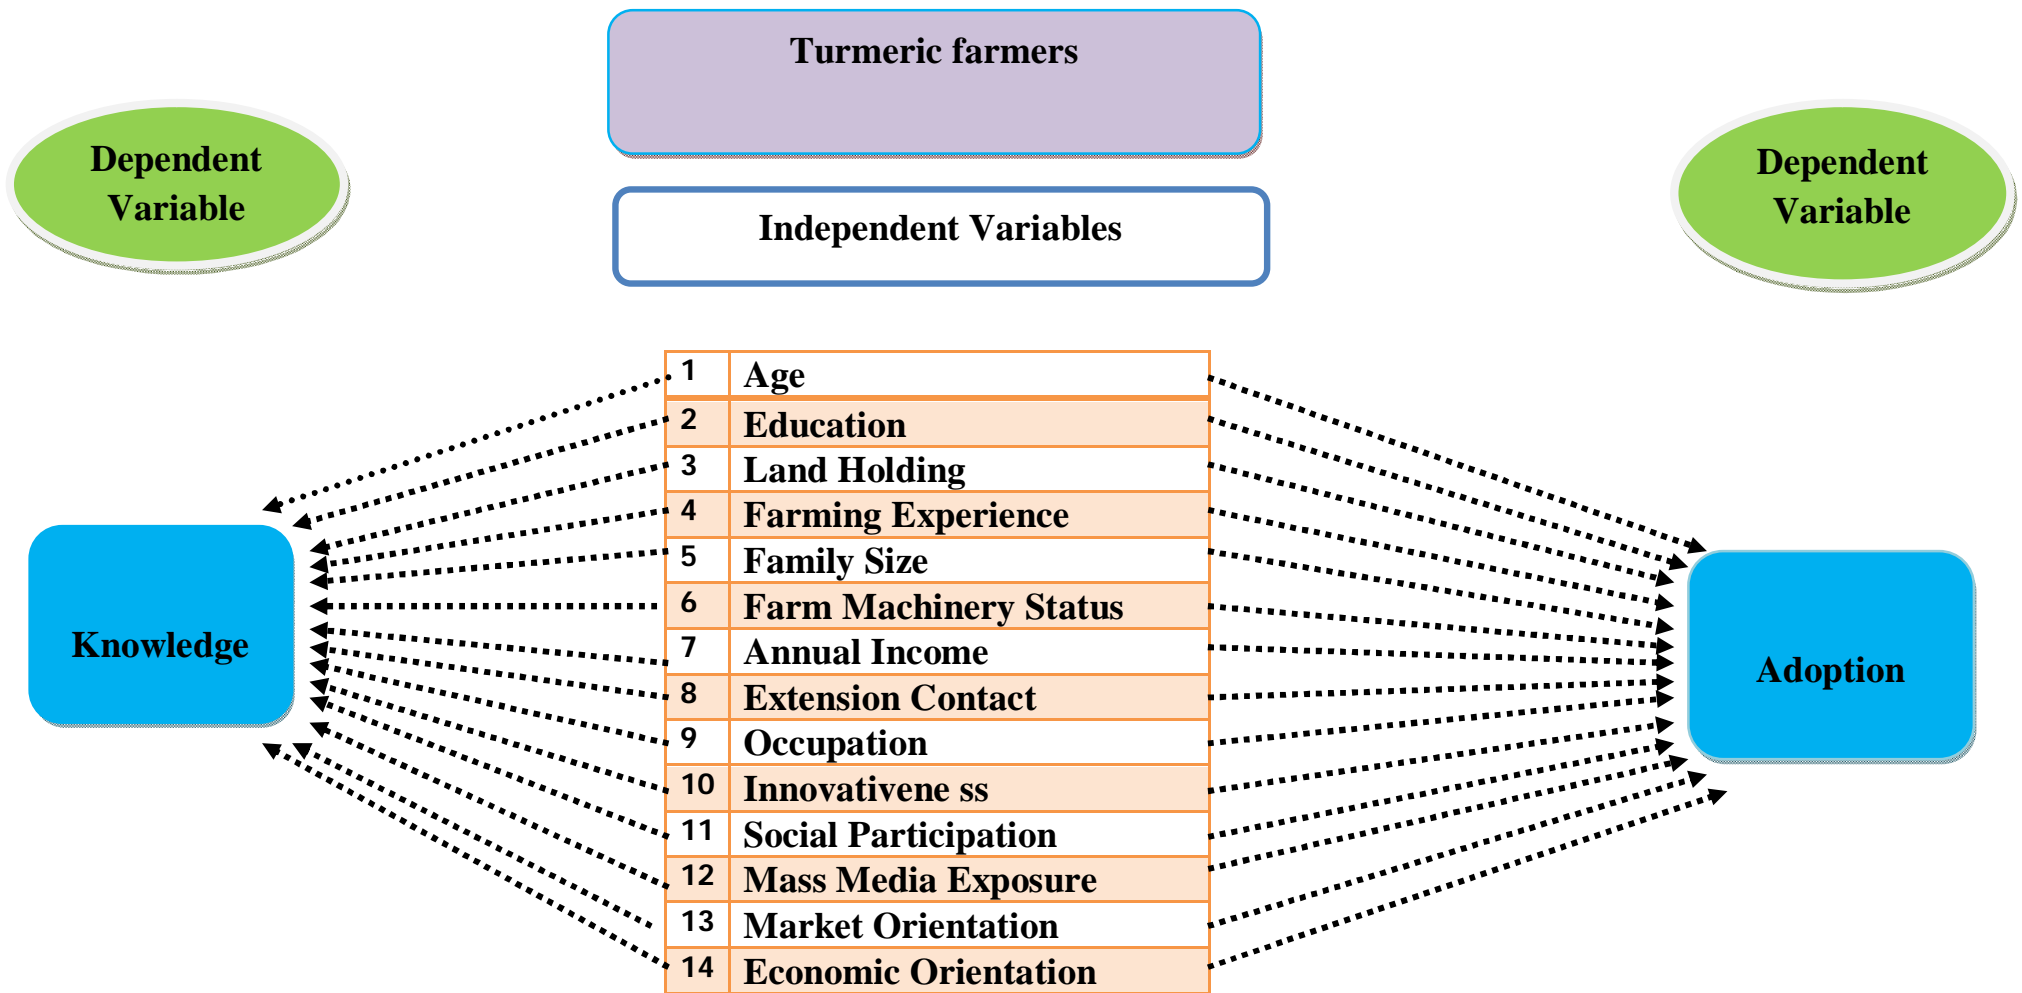 Turmeric farmers
Dependent
Variable
Independent Variables
Dependent
Variable
1 Age
2 Education
3 Land Holding
4 Farming Experience
5 Family Size
6 Farm Machinery Status
7 Annual Income
8 Extension Contact
9 Occupation
10 Innovativene ss
11 Social Participation
12 Mass Media Exposure
13 Market Orientation
14 Economic Orientation
Knowledge
Adoption